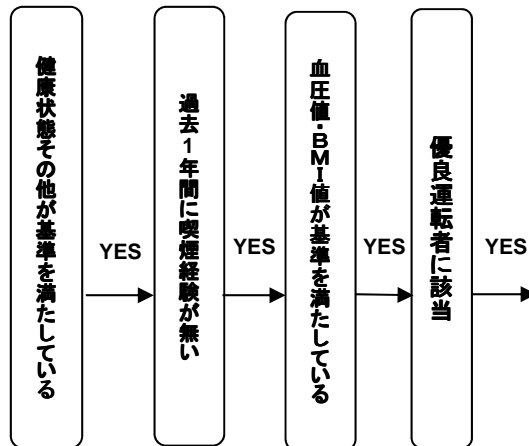 健康状態その他が基準を満たしている
YES
過去1年間に喫煙経験が無い
YES
血圧値・BMI値が基準を満たしている
YES
優良運転者に該当
YES